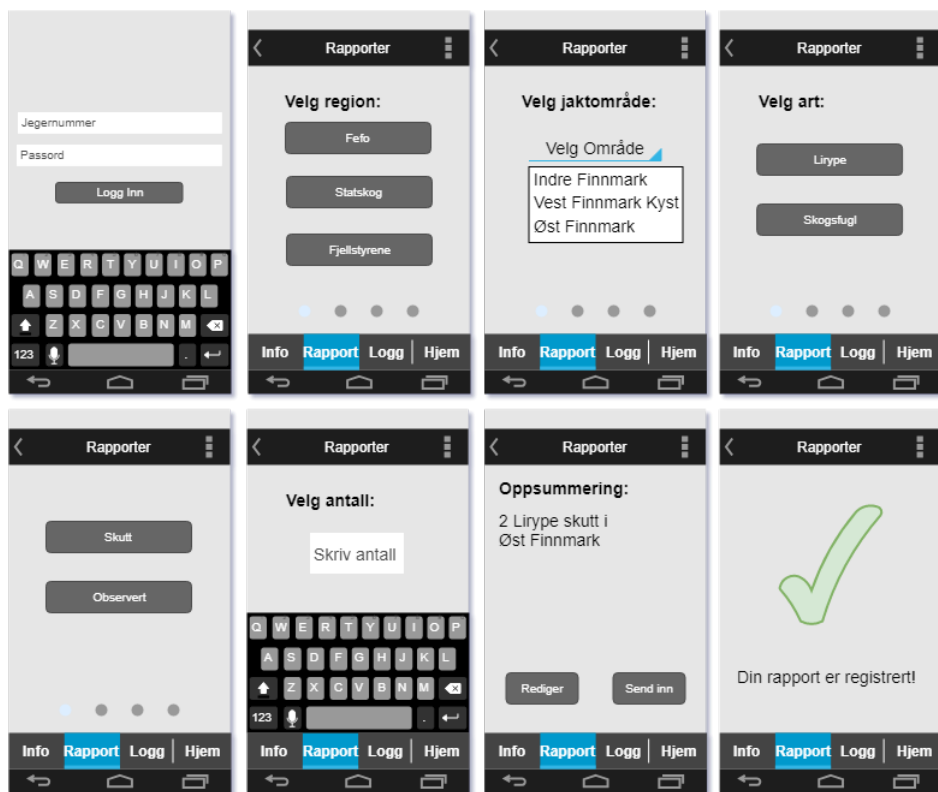 Jegernummer
Passord
Logg Inn
Q W E R T Y U I O P
A S D F G H J K L
Z X C V B N M
123 .
Rapporter
Velg region:
Fefo
Statskog
Fjellstyrene
Info Rapport Logg Hjem
Rapporter
Velg jaktområde:
Velg Område
Indre Finnmark
Vest Finnmark Kyst
Øst Finnmark
Info Rapport Logg Hjem
Rapporter
Velg art:
Lirype
Skogsfugl
Info Rapport Logg Hjem
Rapporter
Skutt
Observert
Info Rapport Logg Hjem
Rapporter
Velg antall:
Skriv antall
Q W E R T Y U I O P
A S D F G H J K L
Z X C V B N M
123 .
Info Rapport Logg Hjem
Rapporter
Oppsummering:
2 Lirype skutt i
Øst Finnmark
Rediger Send inn
Info Rapport Logg Hjem
Rapporter
Din rapport er registrert!
Info Rapport Logg Hjem